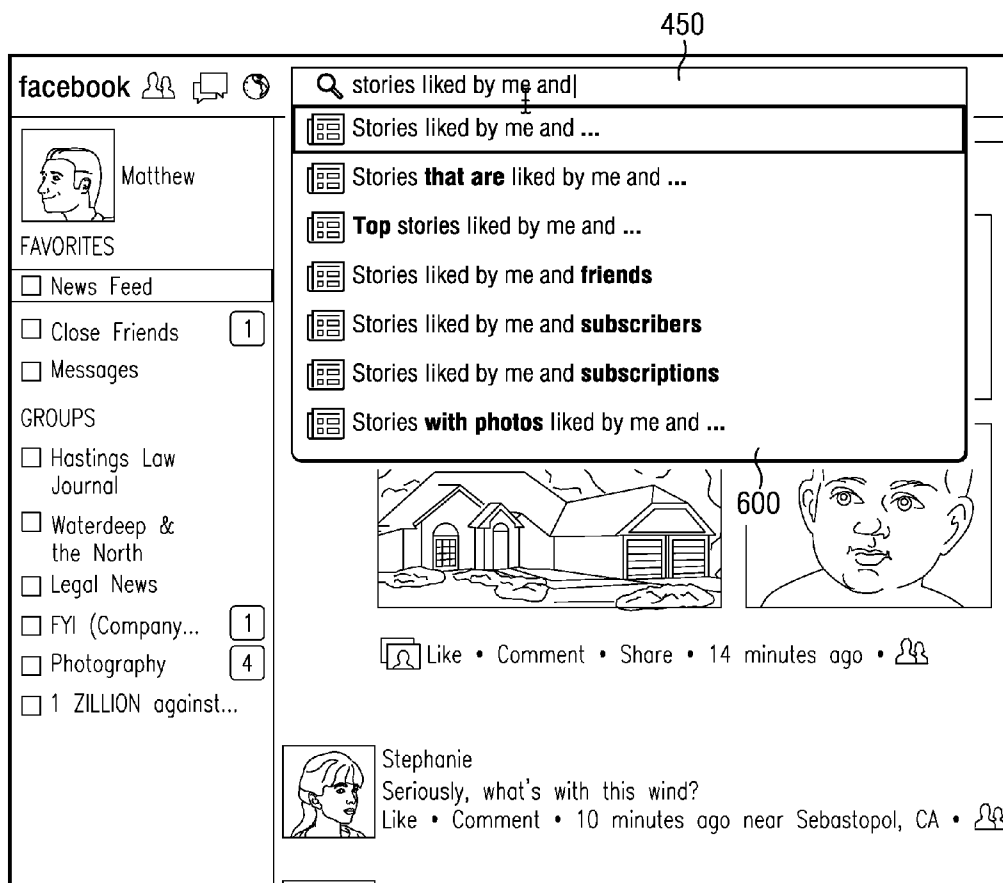 450
facebook
stories liked by me and
Stories liked by me and ...
Stories that are liked by me and ...
Top stories liked by me and ...
Stories liked by me and friends
Stories liked by me and subscribers
Stories liked by me and subscriptions
Stories with photos liked by me and ...
600
Matthew
FAVORITES
News Feed
Close Friends 1
Messages
GROUPS
Hastings Law
Journal
Waterdeep &
the North
Legal News
FYI (Company... 1
Photography 4
1 ZILLION against...
Like • Comment • Share • 14 minutes ago •
Stephanie
Seriously, what's with this wind?
Like • Comment • 10 minutes ago near Sebastopol, CA •